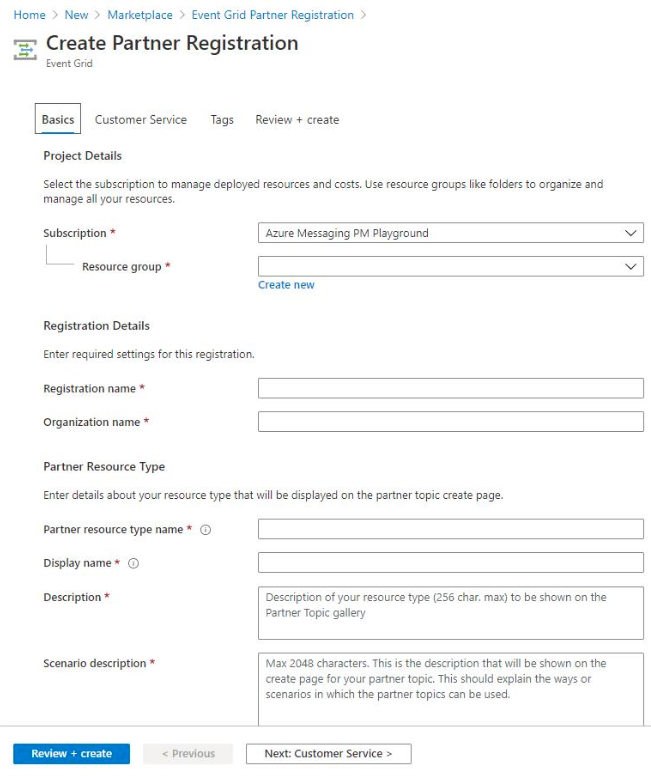 Home > New > Marketplace > Event Grid Partner Registration >
Create Partner Registration
Event Grid
Basics Customer Service Tags Review + create
Project Details
Select the subscription to manage deployed resources and costs. Use resource groups like folders to organize and
manage all your resources.
Subscription * Azure Messaging PM Playground
Resource group *
Create new
Registration Details
Enter required settings for this registration.
Registration name *
Organization name *
Partner Resource Type
Enter details about your resource type that will be displayed on the partner topic create page.
Partner resource type name *
Display name *
Description * Description of your resource type (256 char. max) to be shown on the
Partner Topic gallery
Scenario description * Max 2048 characters. This is the description that will be shown on the
create page for your partner topic. This should explain the ways or
scenarios in which the partner topics can be used.
Review + create < Previous Next: Customer Service >